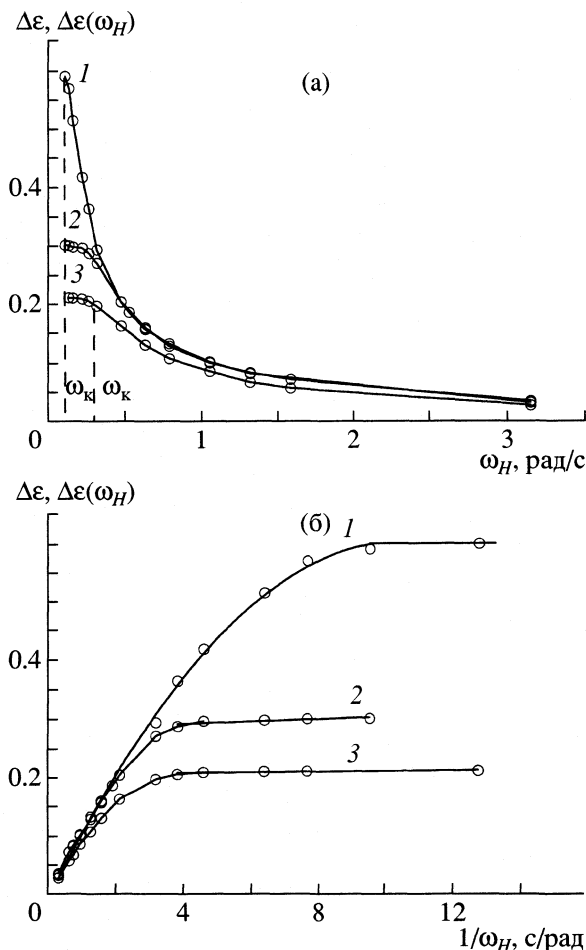 Δε, Δε(ω_H)
(а)
1
0.4
2
3
0.2
ω_к ω_к
0 1 2 3
ω_H, рад/с
Δε, Δε(ω_H)
(б) 1
0.4
2
3
0.2
0 4 8 12
1/ω_H, с/рад